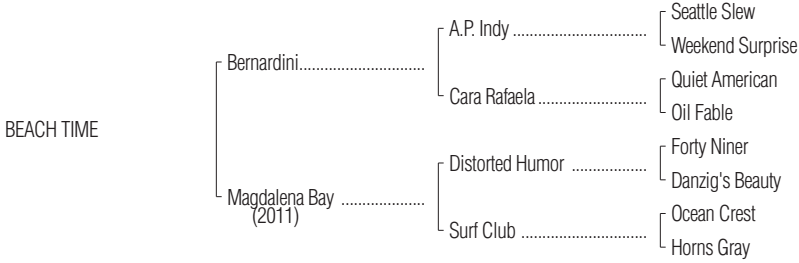 Seattle Slew
A.P. Indy ................................
Weekend Surprise
Bernardini..............................
Quiet American
Cara Rafaela ..........................
Oil Fable
BEACH TIME
Forty Niner
Distorted Humor ..................
Danzig's Beauty
Magdalena Bay ....................
(2011)
Ocean Crest
Surf Club ..............................
Horns Gray